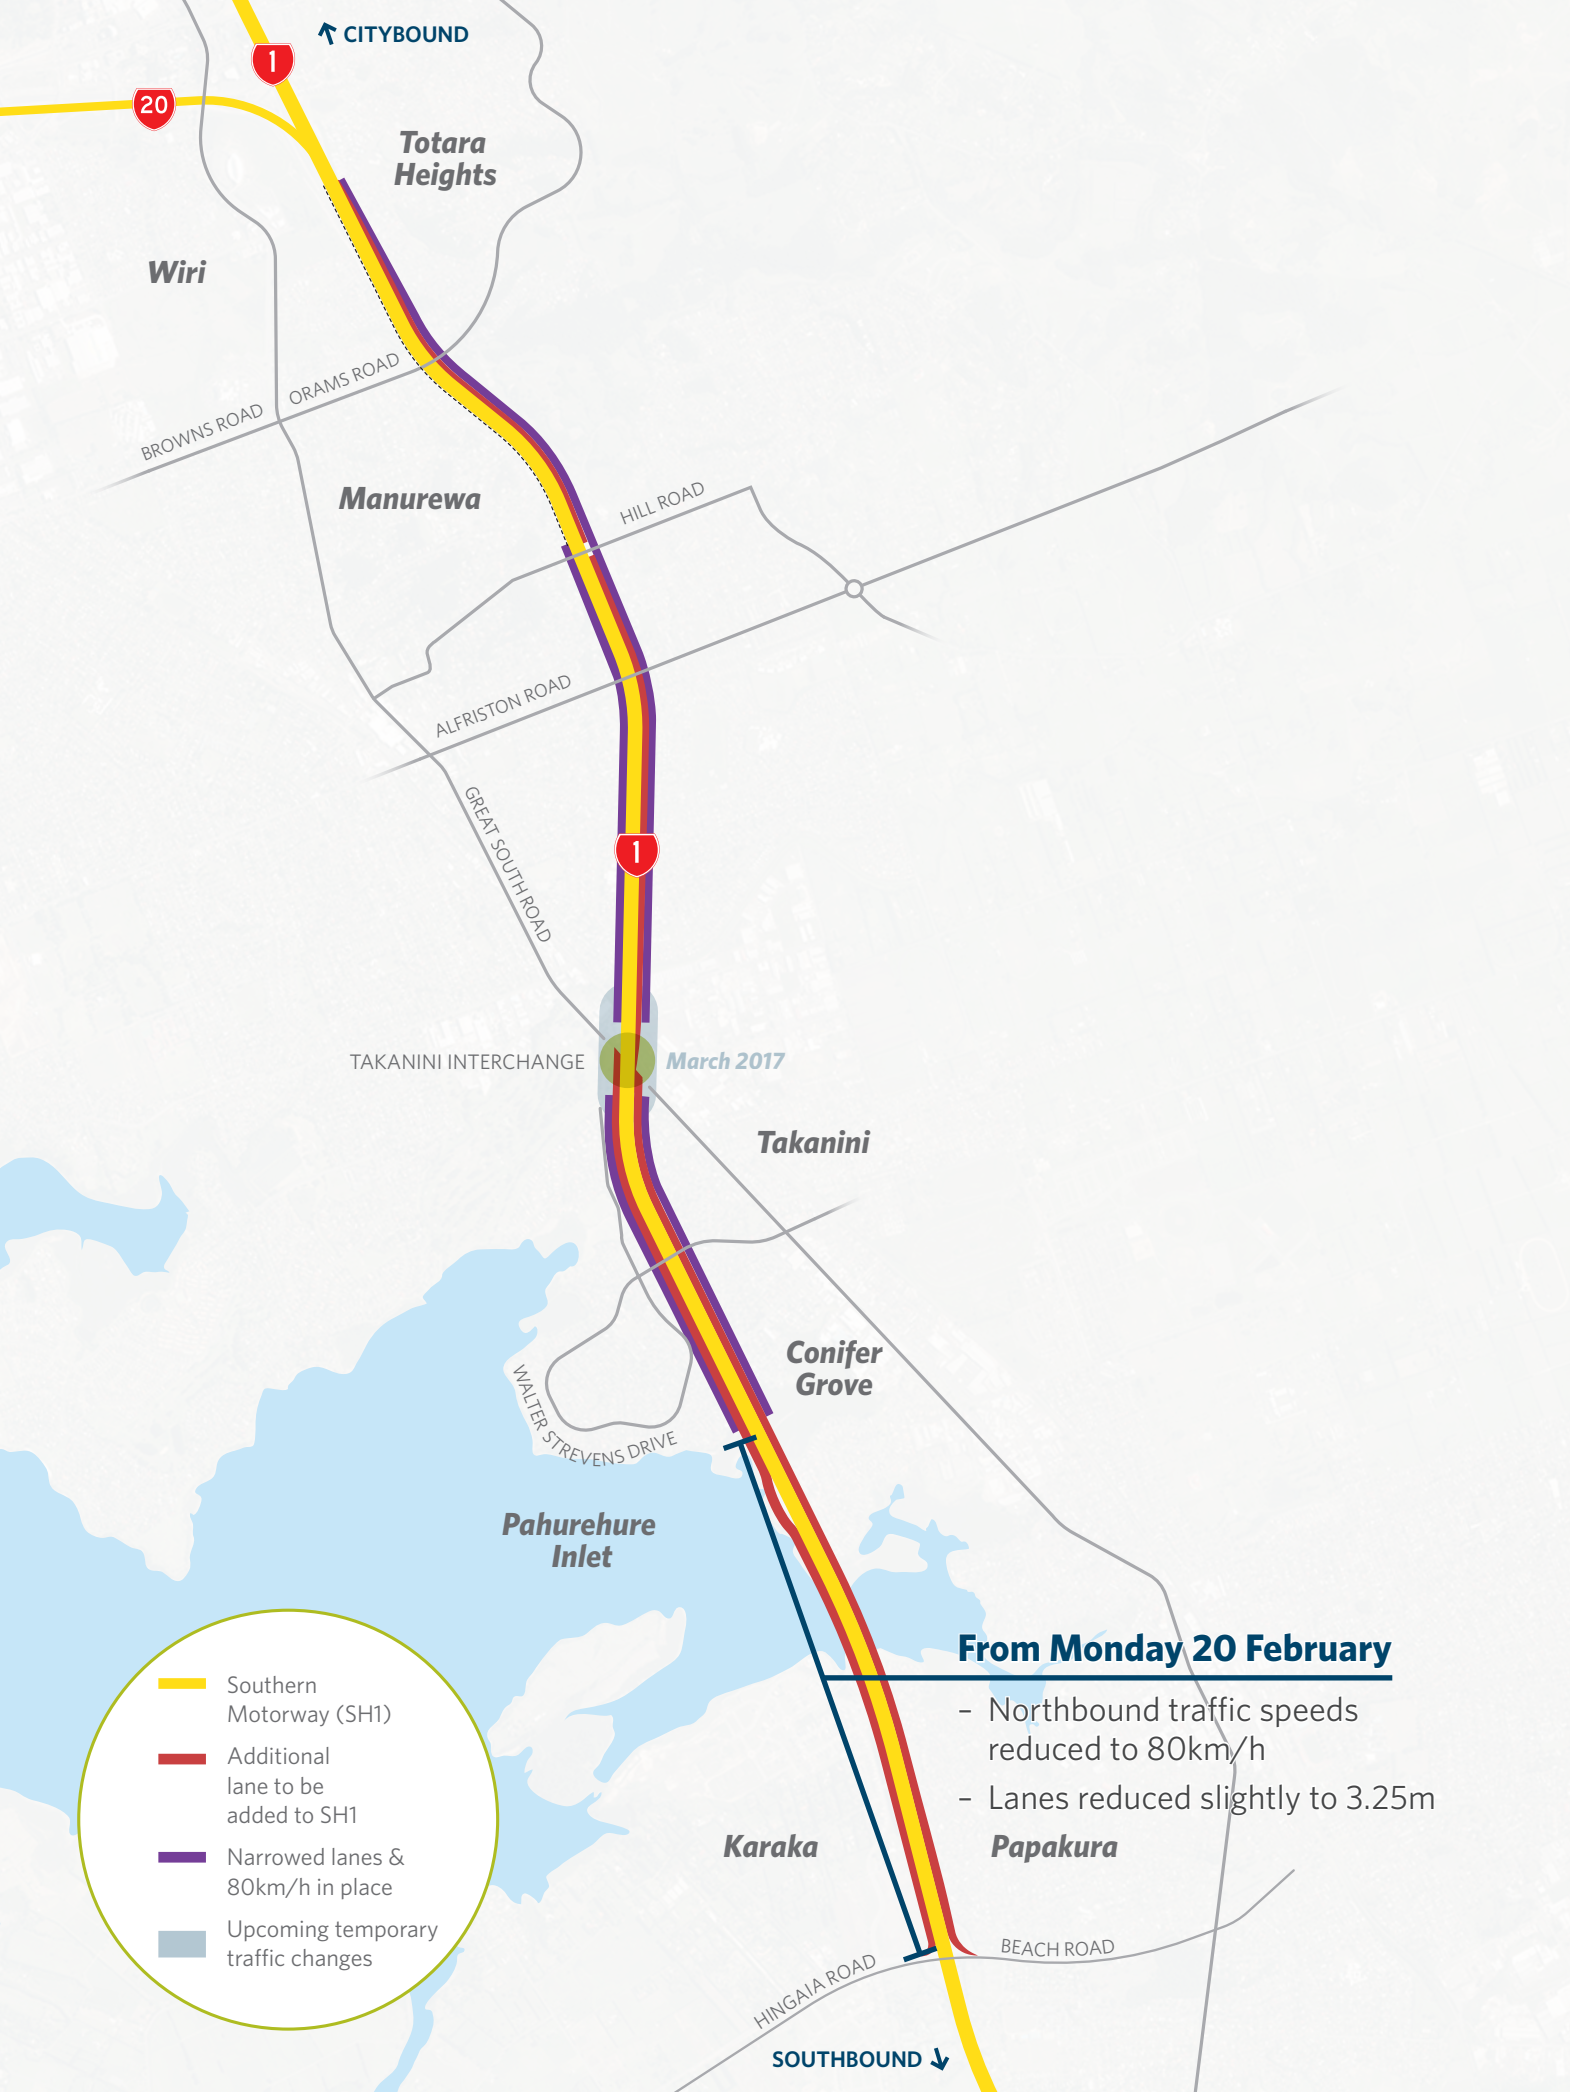 CITYBOUND
1
20
Totara
Heights
Wiri
ORAMS ROAD
BROWNS ROAD
Manurewa
HILL ROAD
ALFRISTON ROAD
GREAT SOUTH ROAD
1
TAKANINI INTERCHANGE
March 2017
Takanini
Conifer
Grove
WALTER STREVENS DRIVE
Pahurehure
Inlet
From Monday 20 February
– Northbound traffic speeds
reduced to 80km/h
– Lanes reduced slightly to 3.25m
Karaka
Papakura
BEACH ROAD
HINGAIA ROAD
SOUTHBOUND
Southern
Motorway (SH1)
Additional
lane to be
added to SH1
Narrowed lanes &
80km/h in place
Upcoming temporary
traffic changes